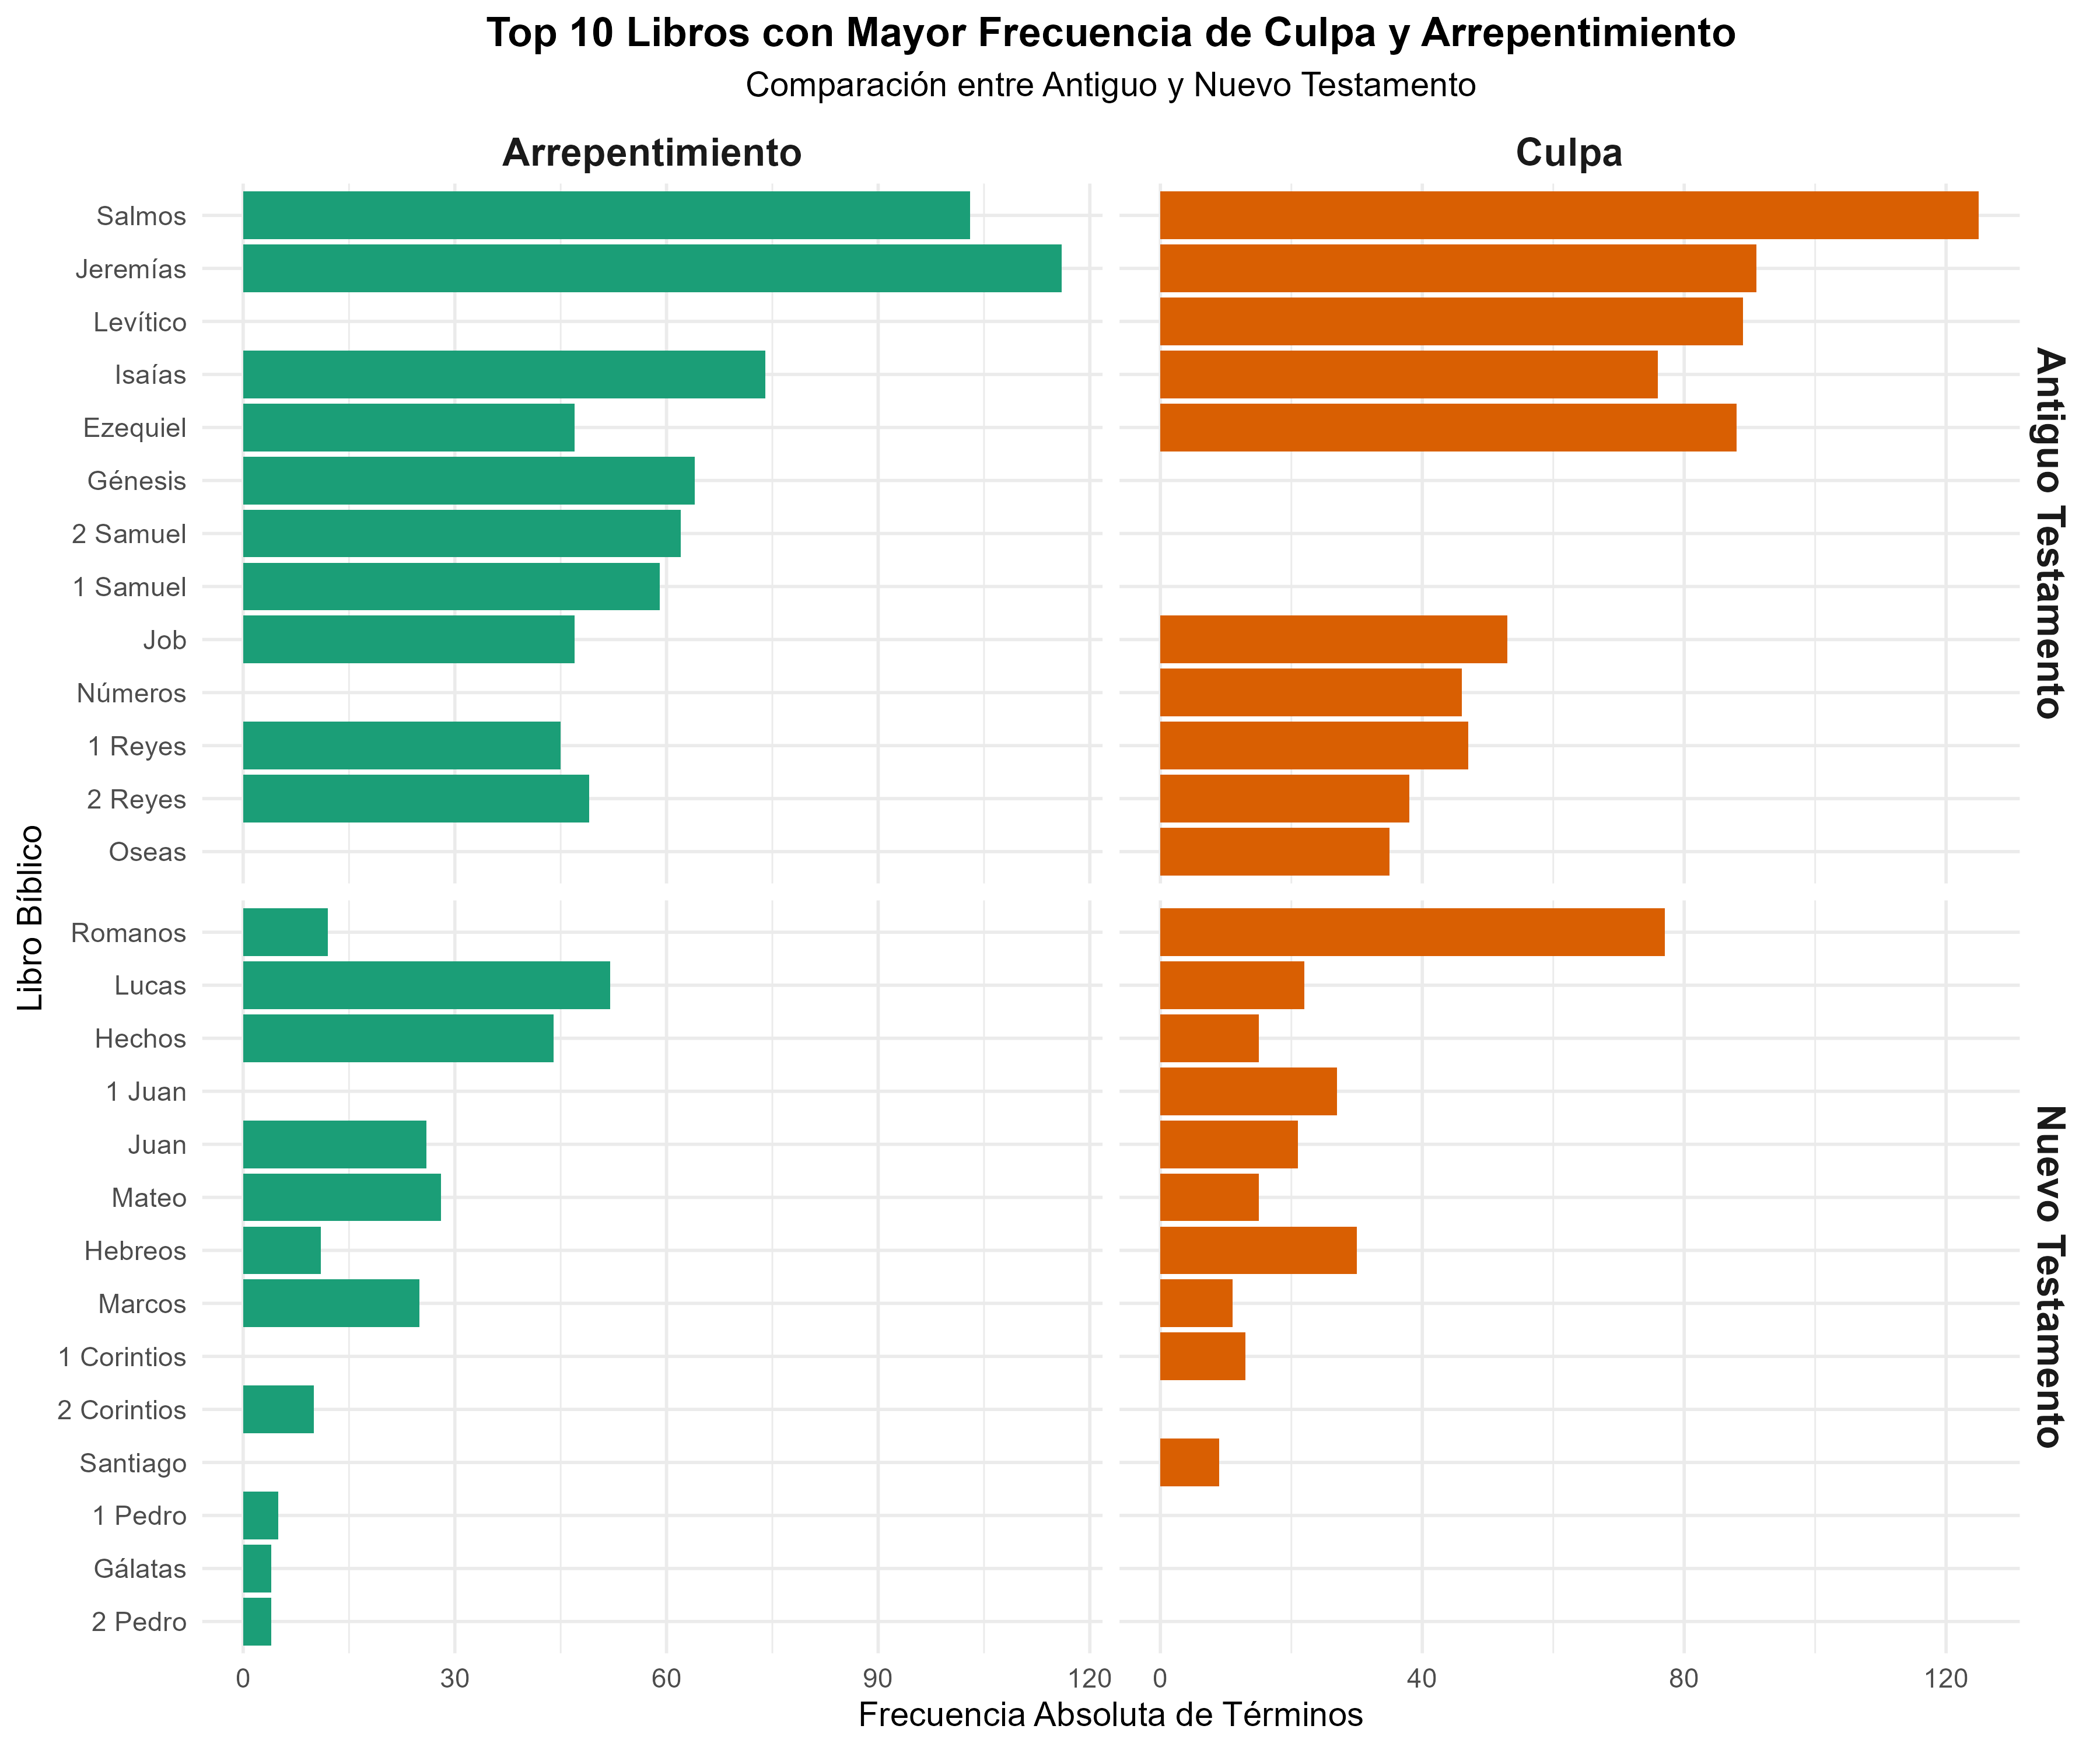 Top 10 Libros con Mayor Frecuencia de Culpa y Arrepentimiento
Comparación entre Antiguo y Nuevo Testamento
Arrepentimiento
Culpa
Salmos
Jeremías
Levítico
Isaías
Ezequiel
Génesis
2 Samuel
1 Samuel
Job
Números
1 Reyes
2 Reyes
Oseas
Antiguo Testamento
Libro Bíblico
Romanos
Lucas
Hechos
1 Juan
Juan
Mateo
Hebreos
Marcos
1 Corintios
2 Corintios
Santiago
1 Pedro
Gálatas
2 Pedro
Nuevo Testamento
0 30 60 90 120 0 40 80 120
Frecuencia Absoluta de Términos